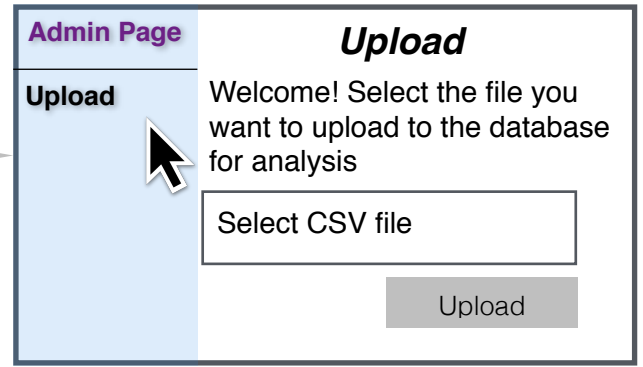 Admin Page
Upload
Upload
Welcome! Select the file you
want to upload to the database
for analysis
Select CSV file
Upload